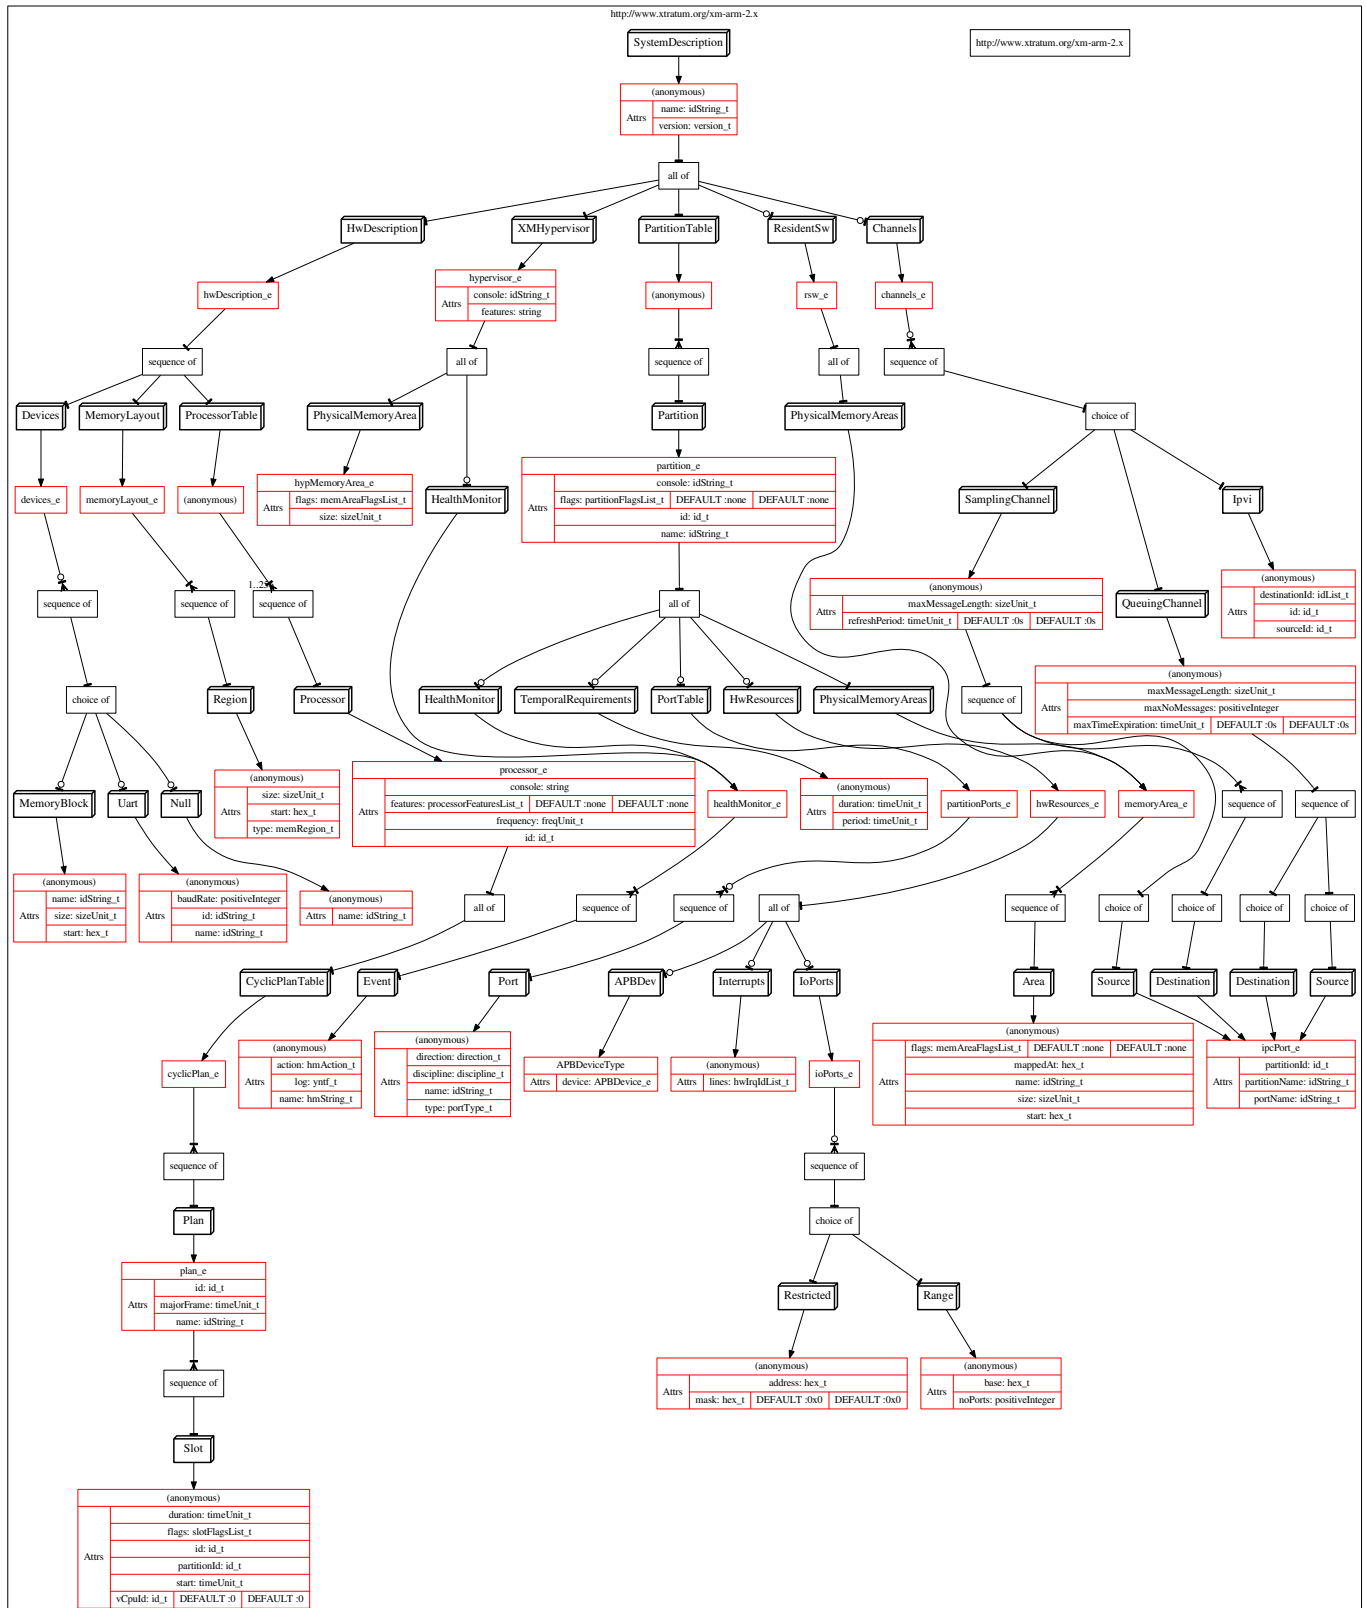 http://www.xtratum.org/xm-arm-2.x
SystemDescription
http://www.xtratum.org/xm-arm-2.x
(anonymous)
Attrs
name: idString_t
version: version_t
all of
HwDescription
XMHypervisor
PartitionTable
ResidentSw
Channels
hwDescription_e
hypervisor_e
Attrs
console: idString_t
features: string
(anonymous)
rsw_e
channels_e
sequence of
all of
sequence of
all of
sequence of
Devices
MemoryLayout
ProcessorTable
PhysicalMemoryArea
Partition
PhysicalMemoryAreas
choice of
devices_e
memoryLayout_e
(anonymous)
hypMemoryArea_e
Attrs
flags: memAreaFlagsList_t
size: sizeUnit_t
HealthMonitor
partition_e
Attrs
console: idString_t
flags: partitionFlagsList_t DEFAULT :none DEFAULT :none
id: id_t
name: idString_t
SamplingChannel
Ipvi
sequence of
sequence of
sequence of
all of
(anonymous)
Attrs
maxMessageLength: sizeUnit_t
refreshPeriod: timeUnit_t DEFAULT :0s DEFAULT :0s
QueuingChannel
(anonymous)
Attrs
destinationId: idList_t
id: id_t
sourceId: id_t
choice of
Region
Processor
HealthMonitor
TemporalRequirements
PortTable
HwResources
PhysicalMemoryAreas
sequence of
(anonymous)
Attrs
maxMessageLength: sizeUnit_t
maxNoMessages: positiveInteger
maxTimeExpiration: timeUnit_t DEFAULT :0s DEFAULT :0s
MemoryBlock
Uart
Null
(anonymous)
Attrs
size: sizeUnit_t
start: hex_t
type: memRegion_t
processor_e
Attrs
console: string
features: processorFeaturesList_t DEFAULT :none DEFAULT :none
frequency: freqUnit_t
id: id_t
healthMonitor_e
(anonymous)
Attrs
duration: timeUnit_t
period: timeUnit_t
partitionPorts_e
hwResources_e
memoryArea_e
sequence of
sequence of
(anonymous)
Attrs
name: idString_t
size: sizeUnit_t
start: hex_t
(anonymous)
Attrs
baudRate: positiveInteger
id: idString_t
name: idString_t
(anonymous)
Attrs
name: idString_t
all of
sequence of
sequence of
all of
sequence of
choice of
choice of
choice of
choice of
CyclicPlanTable
Event
Port
APBDev
Interrupts
IoPorts
Area
Source
Destination
Destination
Source
cyclicPlan_e
(anonymous)
Attrs
action: hmAction_t
log: yntf_t
name: hmString_t
(anonymous)
Attrs
direction: direction_t
discipline: discipline_t
name: idString_t
type: portType_t
APBDeviceType
Attrs
device: APBDevice_e
(anonymous)
Attrs
lines: hwIrqIdList_t
ioPorts_e
(anonymous)
Attrs
flags: memAreaFlagsList_t DEFAULT :none DEFAULT :none
mappedAt: hex_t
name: idString_t
size: sizeUnit_t
start: hex_t
ipcPort_e
Attrs
partitionId: id_t
partitionName: idString_t
portName: idString_t
sequence of
sequence of
Plan
choice of
plan_e
Attrs
id: id_t
majorFrame: timeUnit_t
name: idString_t
Restricted
Range
sequence of
(anonymous)
Attrs
address: hex_t
mask: hex_t DEFAULT :0x0 DEFAULT :0x0
(anonymous)
Attrs
base: hex_t
noPorts: positiveInteger
Slot
(anonymous)
Attrs
duration: timeUnit_t
flags: slotFlagsList_t
id: id_t
partitionId: id_t
start: timeUnit_t
vCpuId: id_t DEFAULT :0 DEFAULT :0